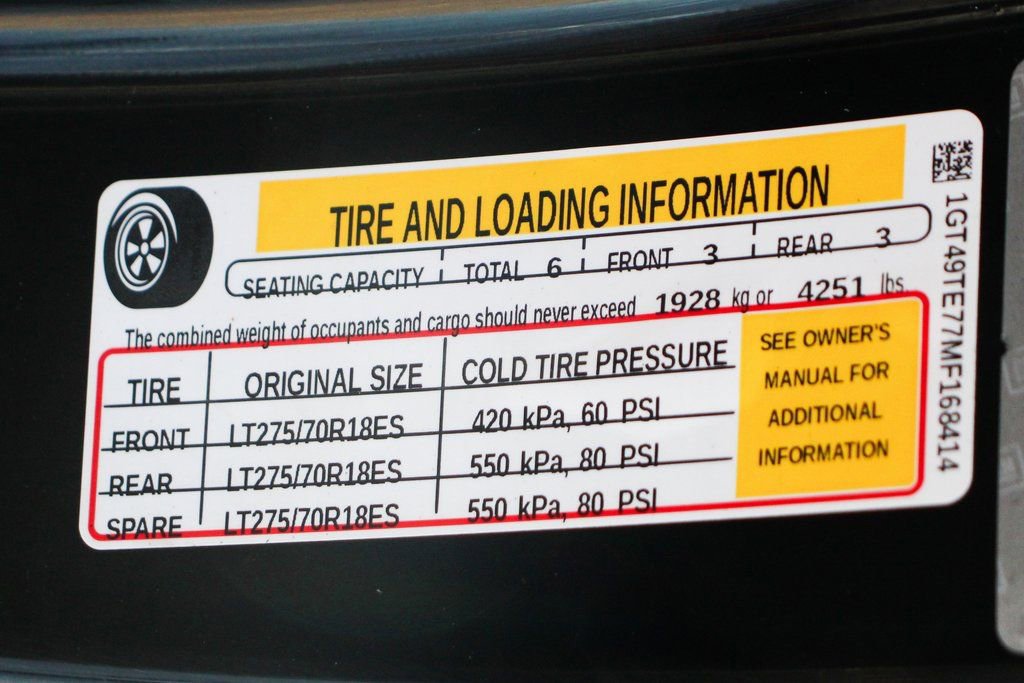 TIRE AND LOADING INFORMATION
SEATING CAPACITY TOTAL 6 FRONT 3 REAR 3
The combined weight of occupants and cargo should never exceed 1928 kg or 4251 lbs.
TIRE ORIGINAL SIZE COLD TIRE PRESSURE
FRONT LT275/70R18ES 420 kPa, 60 PSI
REAR LT275/70R18ES 550 kPa, 80 PSI
SPARE LT275/70R18ES 550 kPa, 80 PSI
SEE OWNER'S
MANUAL FOR
ADDITIONAL
INFORMATION
1GT49TE77MF168414